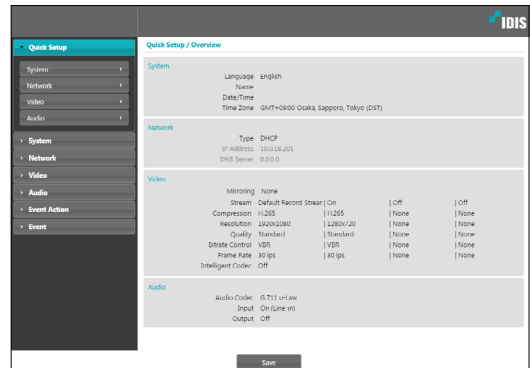 IDIS
Quick Setup
System
Network
Video
Audio
System
Network
Video
Audio
Event Action
Event
Quick Setup / Overview
System
Language English
Name
Date/Time
Time Zone GMT+09:00 Osaka, Sapporo, Tokyo (DST)
Network
Type DHCP
IP Address 10.0.18.201
DNS Server 0.0.0.0
Video
Mirroring None
Stream Default Record Strear | On | Off | Off
Compression H.265 | H.265 | None | None
Resolution 1920x1080 | 1280x720 | None | None
Quality Standard | Standard | None | None
Bitrate Control VBR | VBR | None | None
Frame Rate 30 ips | 30 ips | None | None
Intelligent Codec Off
Audio
Audio Codec G.711 u-Law
Input On (Line-in)
Output Off
Save